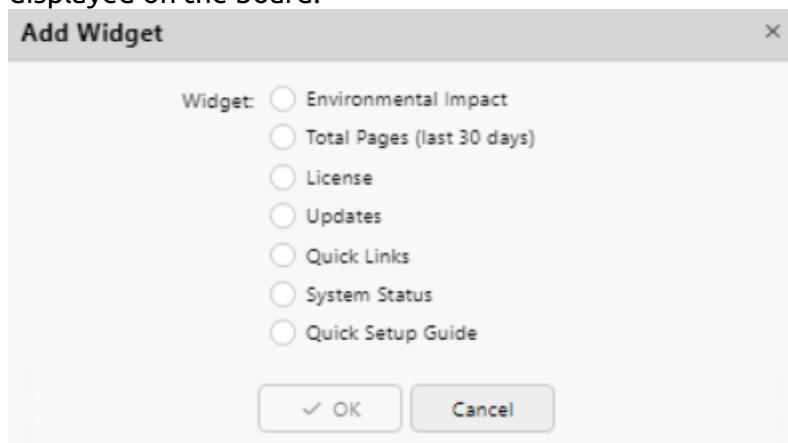 displayed on the board.
Add Widget
Widget: Environmental Impact
Total Pages (last 30 days)
License
Updates
Quick Links
System Status
Quick Setup Guide
OK Cancel